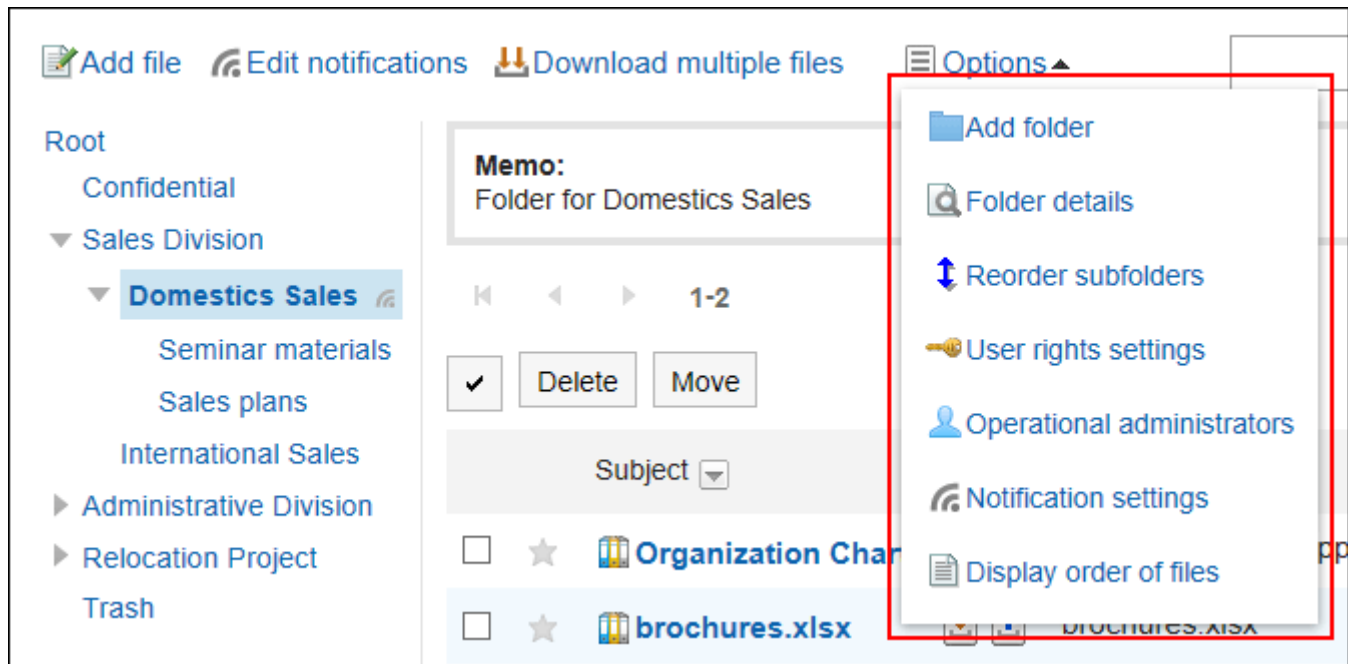 Add file Edit notifications Download multiple files Options
Root
Confidential
Sales Division
Domestics Sales
Seminar materials
Sales plans
International Sales
Administrative Division
Relocation Project
Trash
Memo:
Folder for Domestics Sales
1-2
Delete Move
Subject
Organization Char
brochures.xlsx brochures.xlsx
Add folder
Folder details
Reorder subfolders
User rights settings
Operational administrators
Notification settings
Display order of files